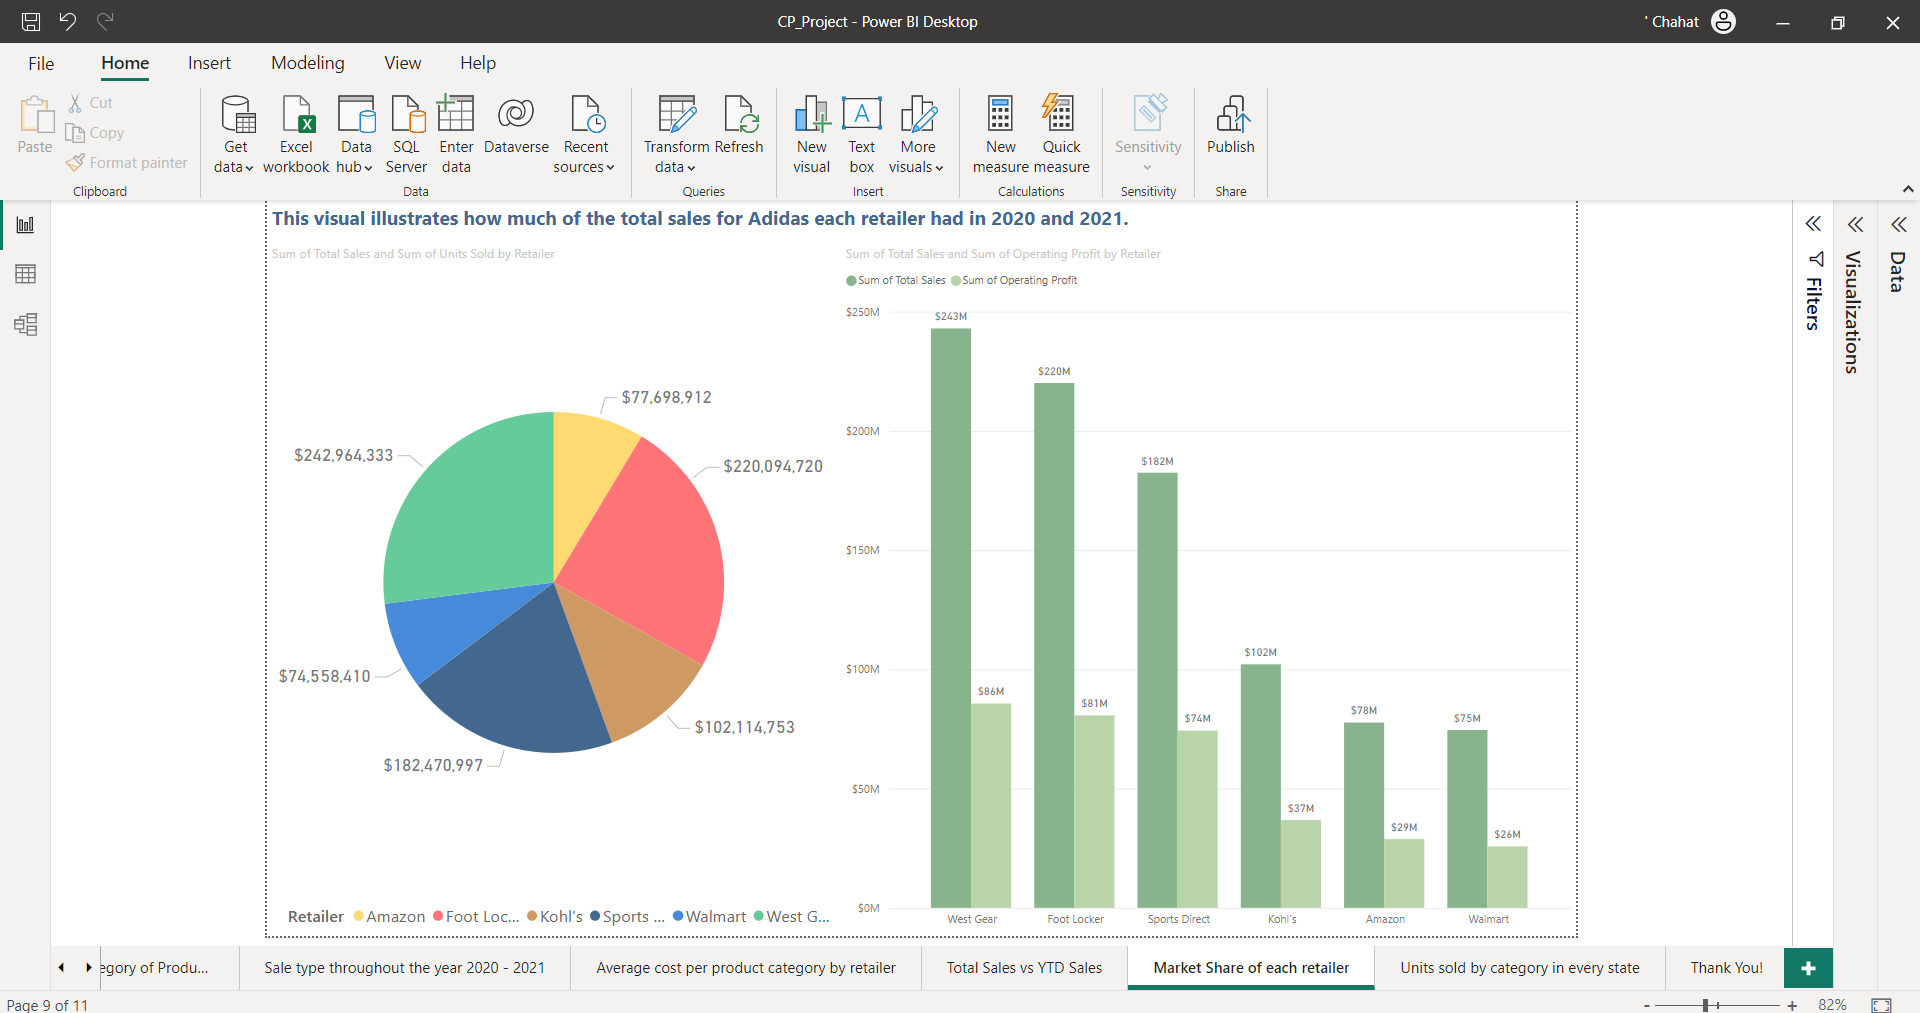 CP_Project - Power BI Desktop
' Chahat
File Home Insert Modeling View Help
Paste
Cut
Copy
Format painter
Clipboard
Get data
Excel workbook
Data hub
SQL Server
Enter data
Dataverse
Recent sources
Data
Transform data
Refresh
Queries
New visual
Text box
More visuals
Insert
New measure
Quick measure
Calculations
Sensitivity
Sensitivity
Publish
Share
This visual illustrates how much of the total sales for Adidas each retailer had in 2020 and 2021.
Sum of Total Sales and Sum of Units Sold by Retailer
$77,698,912
$242,964,333
$220,094,720
$74,558,410
$102,114,753
$182,470,997
Retailer Amazon Foot Loc... Kohl's Sports ... Walmart West G...
Sum of Total Sales and Sum of Operating Profit by Retailer
Sum of Total Sales Sum of Operating Profit
$250M
$200M
$150M
$100M
$50M
$0M
$243M
$86M
$220M
$81M
$182M
$74M
$102M
$37M
$78M
$29M
$75M
$26M
West Gear Foot Locker Sports Direct Kohl's Amazon Walmart
Filters
Visualizations
Data
egory of Produ...
Sale type throughout the year 2020 - 2021
Average cost per product category by retailer
Total Sales vs YTD Sales
Market Share of each retailer
Units sold by category in every state
Thank You!
+
Page 9 of 11
- + 82%